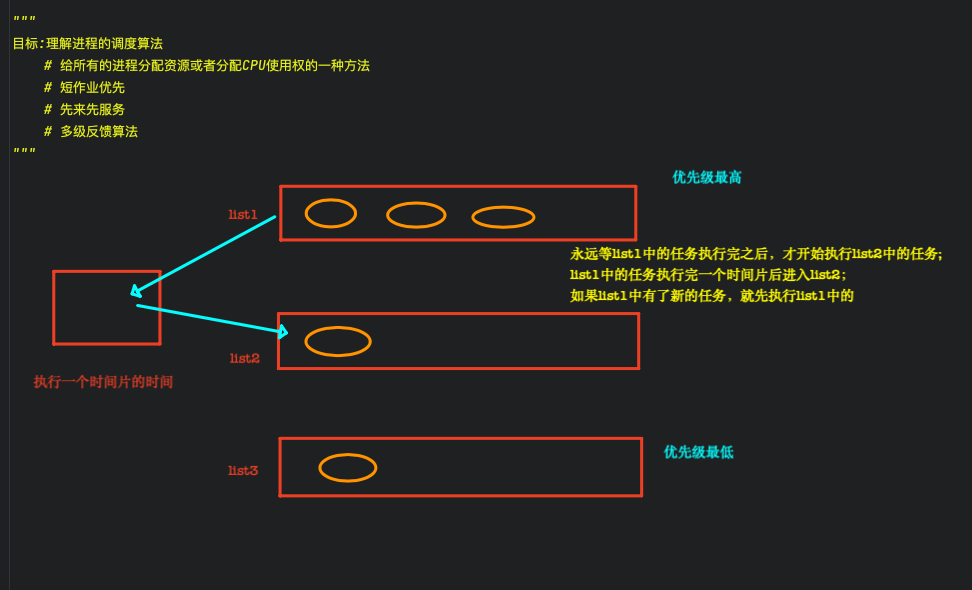 """
目标:理解进程的调度算法
# 给所有的进程分配资源或者分配CPU使用权的一种方法
# 短作业优先
# 先来先服务
# 多级反馈算法
"""
优先级最高
list1
永远等list1中的任务执行完之后，才开始执行list2中的任务;
list1中的任务执行完一个时间片后进入list2;
如果list1中有了新的任务，就先执行list1中的
list2
执行一个时间片的时间
优先级最低
list3